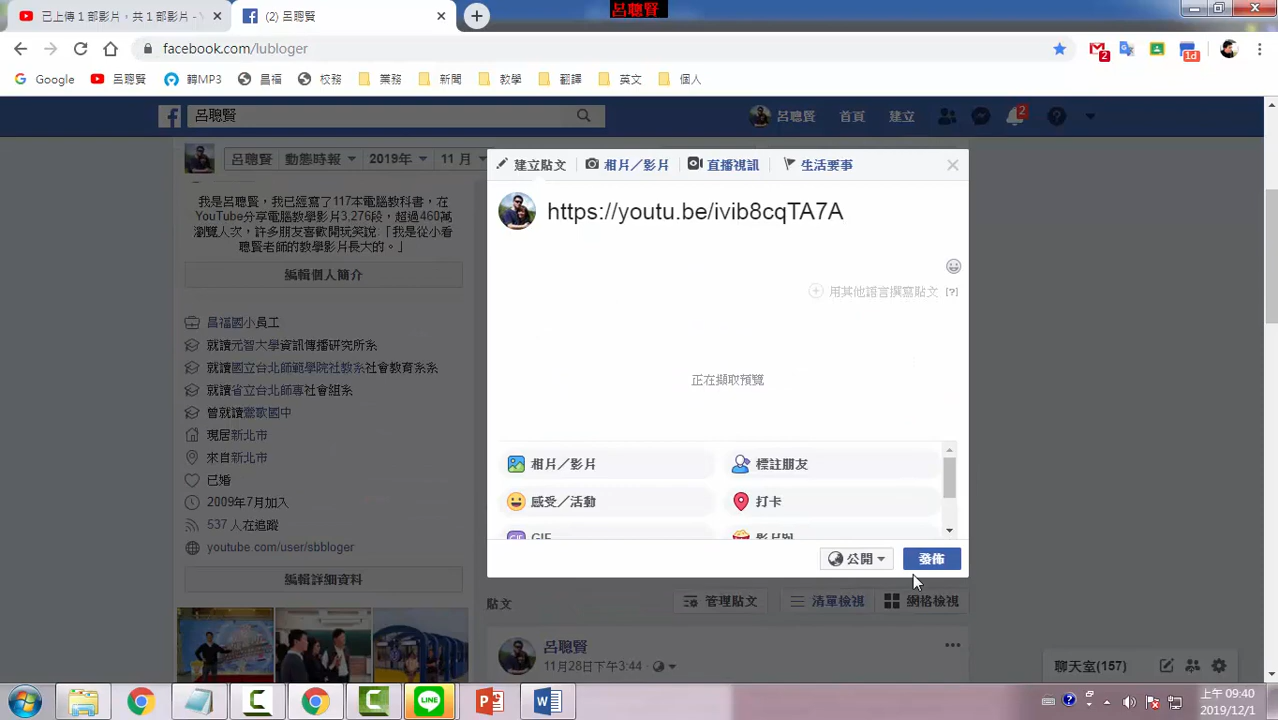 呂聰賢
已上傳 1 部影片，共 1 部影片 - Y
(2) 呂聰賢
facebook.com/lubloger
2
1d
Google
呂聰賢
轉MP3
昌福
校務
業務
新聞
教學
翻譯
英文
個人
呂聰賢
呂聰賢
首頁
建立
2
呂聰賢
動態時報
2019年
11 月
我是呂聰賢，我已經寫了117本電腦教科書，在
YouTube分享電腦教學影片3,276段，超過460萬
瀏覽人次，許多朋友喜歡開玩笑說「我是從小看
聰賢老師的教學影片長大的。」
編輯個人簡介
昌福國小員工
就讀元智大學資訊傳播研究所系
就讀國立台北師範學院社教系社會教育系系
就讀省立台北師專社會組系
曾就讀鶯歌國中
現居新北市
來自新北市
已婚
2009年7月加入
537 人在追蹤
youtube com/user/sbbloger
編輯詳細資料
建立貼文
相片／影片
直播視訊
生活要事
https://youtu.be/ivib8cqTA7A
用其他語言撰寫貼文 [?]
正在擷取預覽
相片／影片
標註朋友
感受／活動
打卡
GIF
公開
發佈
貼文
管理貼文
清單檢視
網格檢視
呂聰賢
11月28日下午3:44
聊天室(157)
上午 09:40
2019/12/1